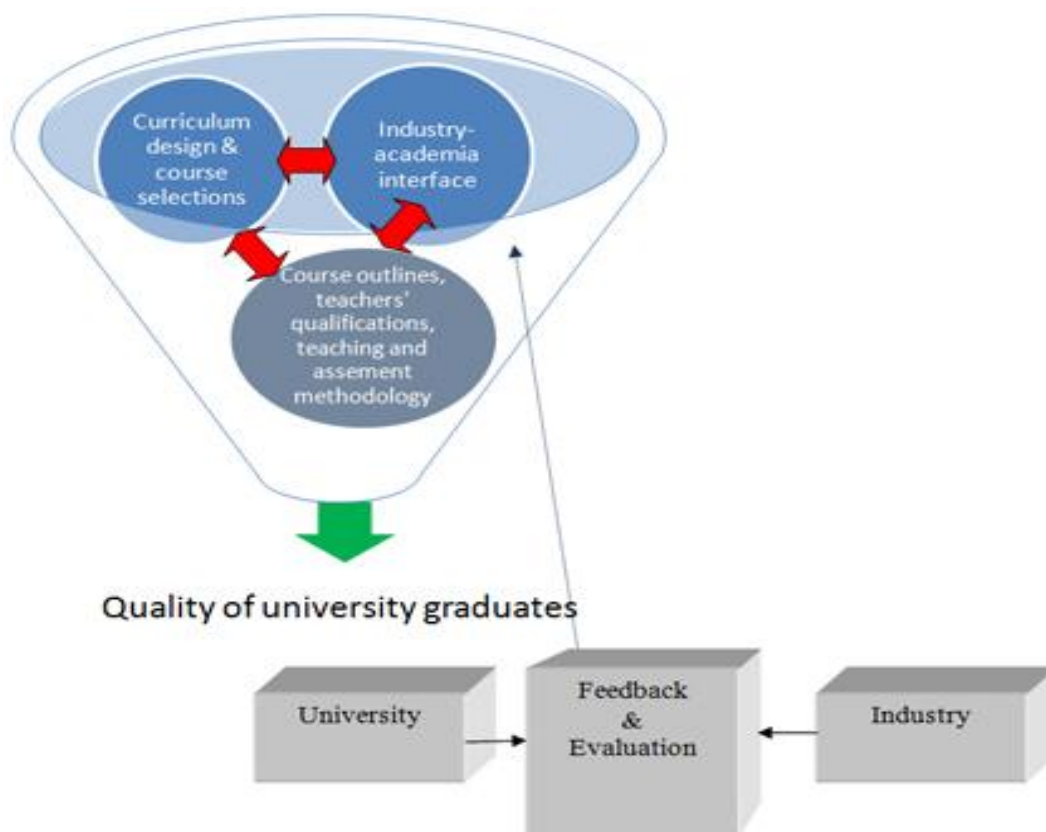 Curriculum
design &
course
selections
Industry-
academia
interface
Course outlines,
teachers'
qualifications,
teaching and
assement
methodology
Quality of university graduates
University
Feedback
&
Evaluation
Industry